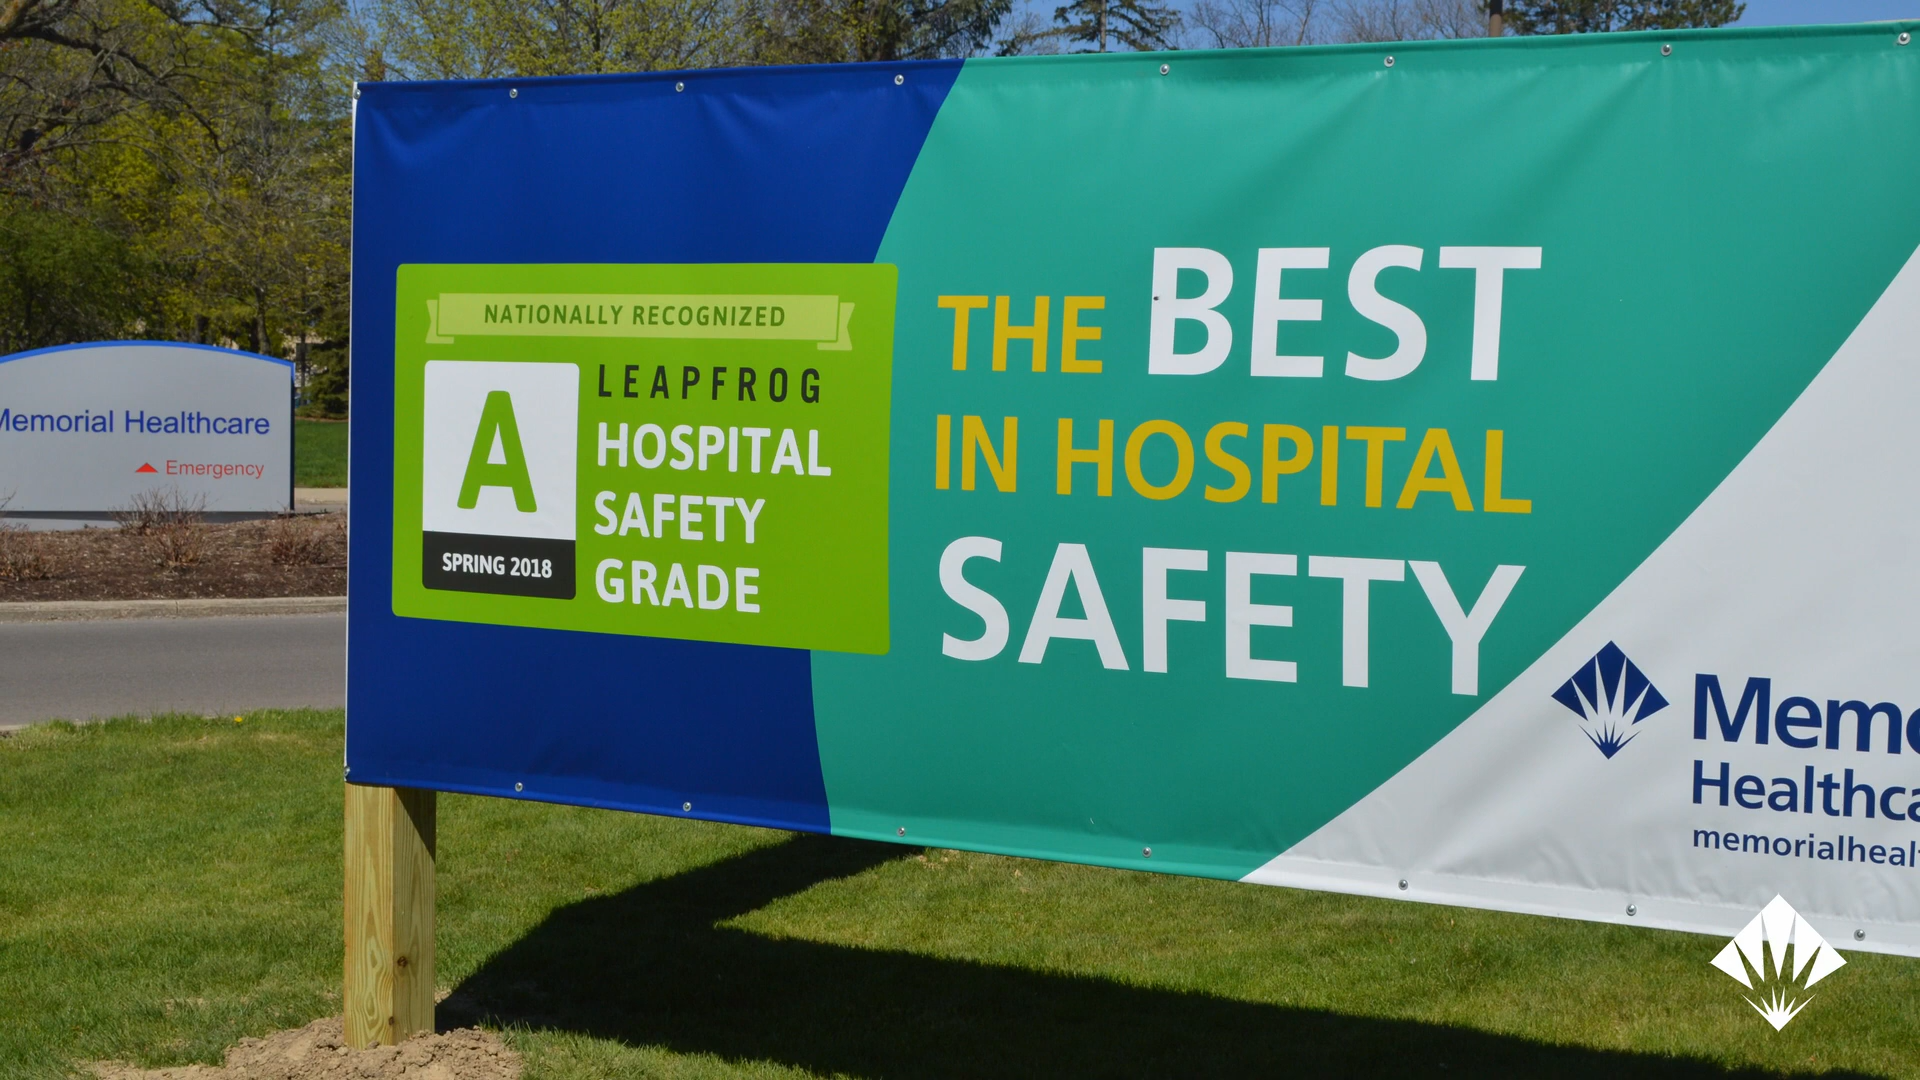 Memorial Healthcare
Emergency
NATIONALLY RECOGNIZED
A
SPRING 2018
LEAPFROG
HOSPITAL
SAFETY
GRADE
THE BEST
IN HOSPITAL
SAFETY
Memo
Healthca
memorialhealt